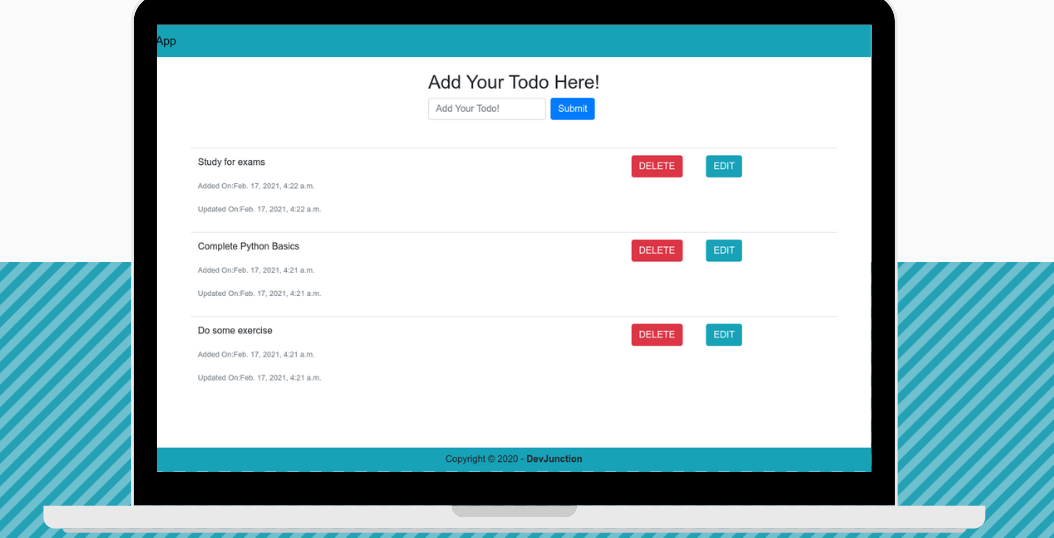 App
Add Your Todo Here!
Add Your Todo! Submit
Study for exams DELETE EDIT
Added On:Feb. 17, 2021, 4:22 a.m.
Updated On:Feb. 17, 2021, 4:22 a.m.
Complete Python Basics DELETE EDIT
Added On:Feb. 17, 2021, 4:21 a.m.
Updated On:Feb. 17, 2021, 4:21 a.m.
Do some exercise DELETE EDIT
Added On:Feb. 17, 2021, 4:21 a.m.
Updated On:Feb. 17, 2021, 4:21 a.m.
Copyright © 2020 - DevJunction